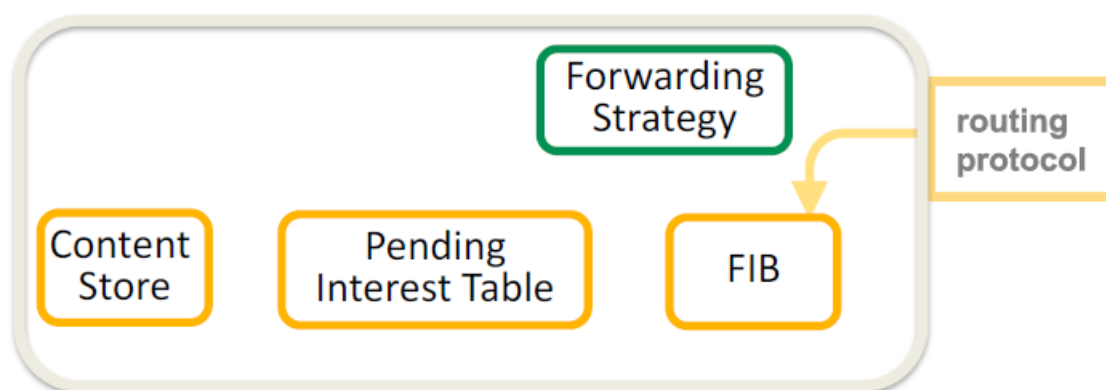 Forwarding
Strategy
routing
protocol
Content
Store
Pending
Interest Table
FIB